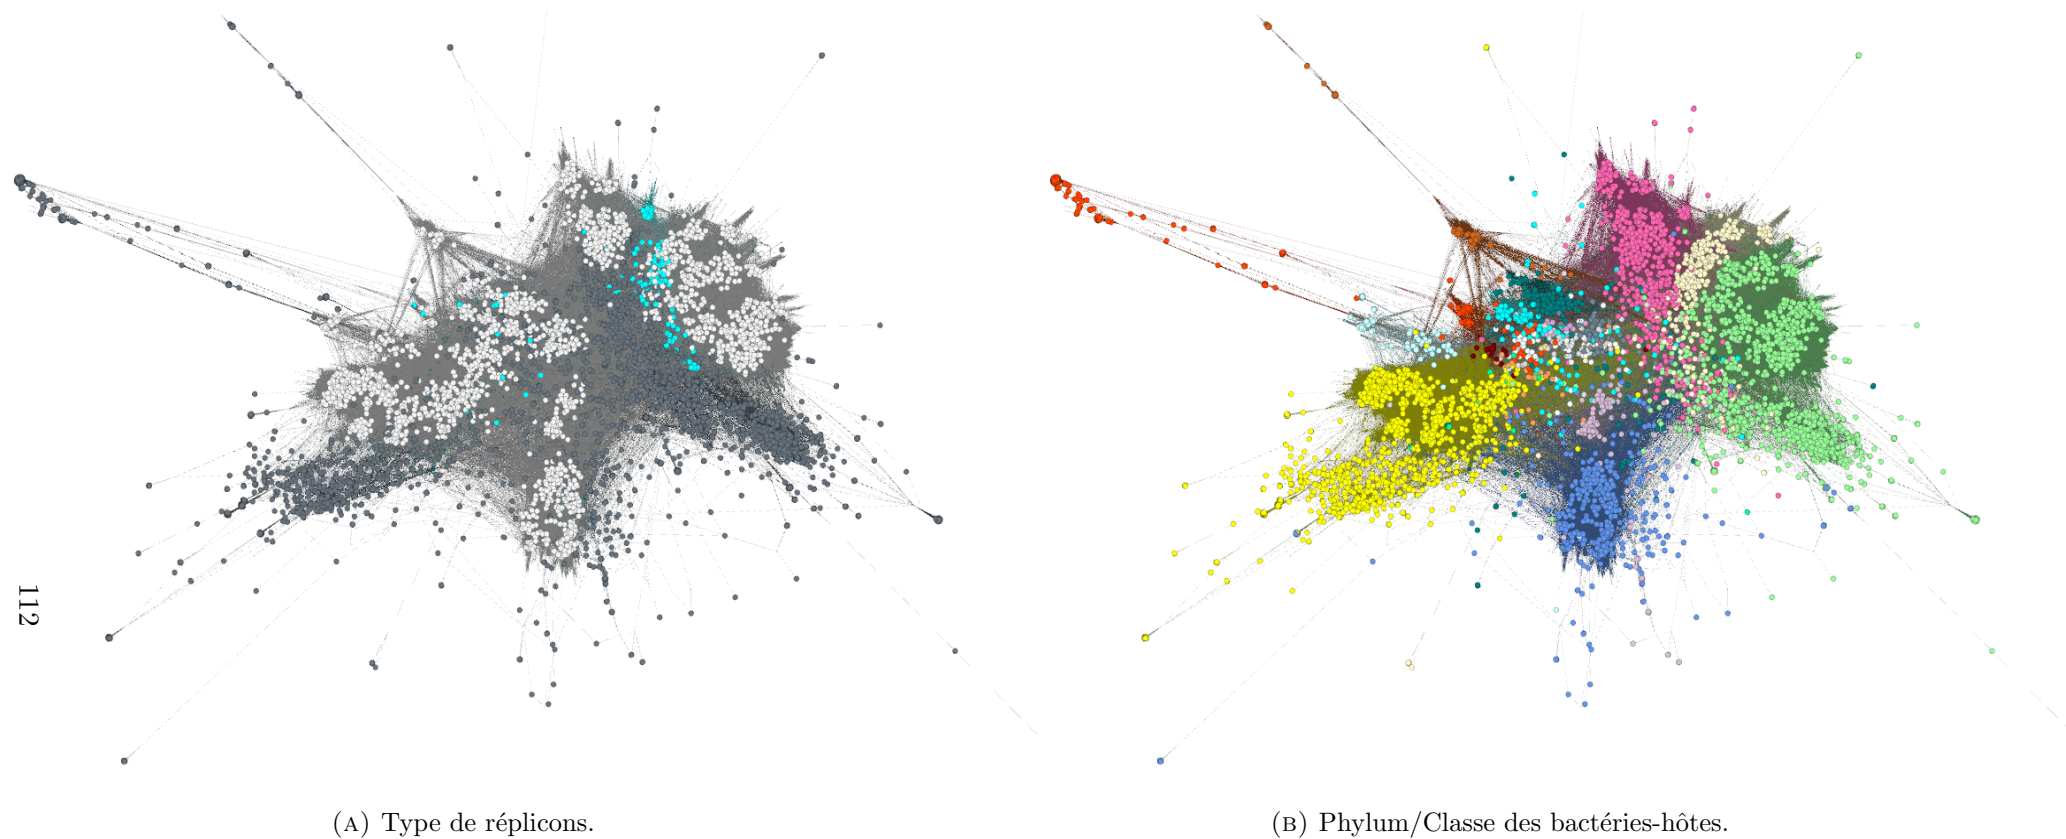 112
(A) Type de réplicons.
(B) Phylum/Classe des bactéries-hôtes.